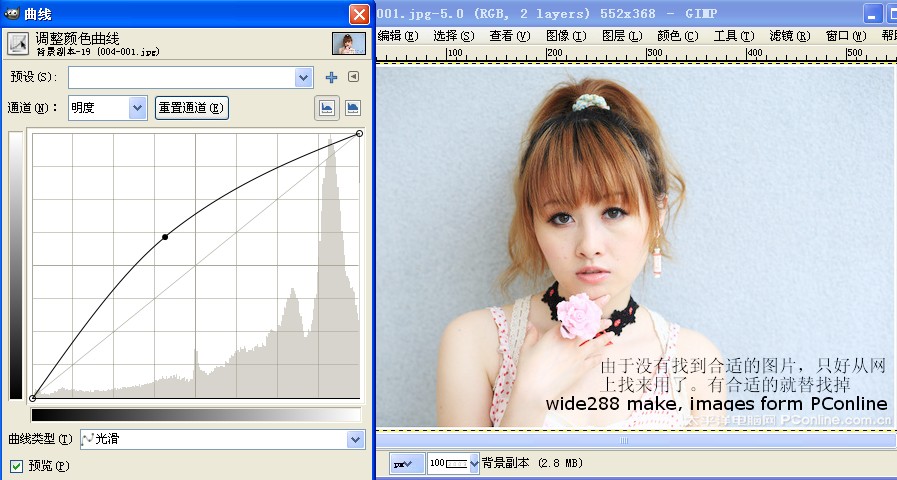 曲线
001.jpg-5.0 (RGB, 2 layers) 552x368 - GIMP
调整颜色曲线
背景副本-19 (004-001.jpg)
编辑(E) 选择(S) 查看(V) 图像(I) 图层(L) 颜色(C) 工具(T) 滤镜(R) 窗口(W) 帮
100 200 300 400 500
预设(S):
通道(N): 明度 重置通道(E)
由于没有找到合适的图片，只好从网
上找来用了。有合适的就替找掉
wide288 make, images form PConline
太平洋电脑网 PConline.com.cn
曲线类型(T) 光滑
预览(P)
px 100 背景副本 (2.8 MB)